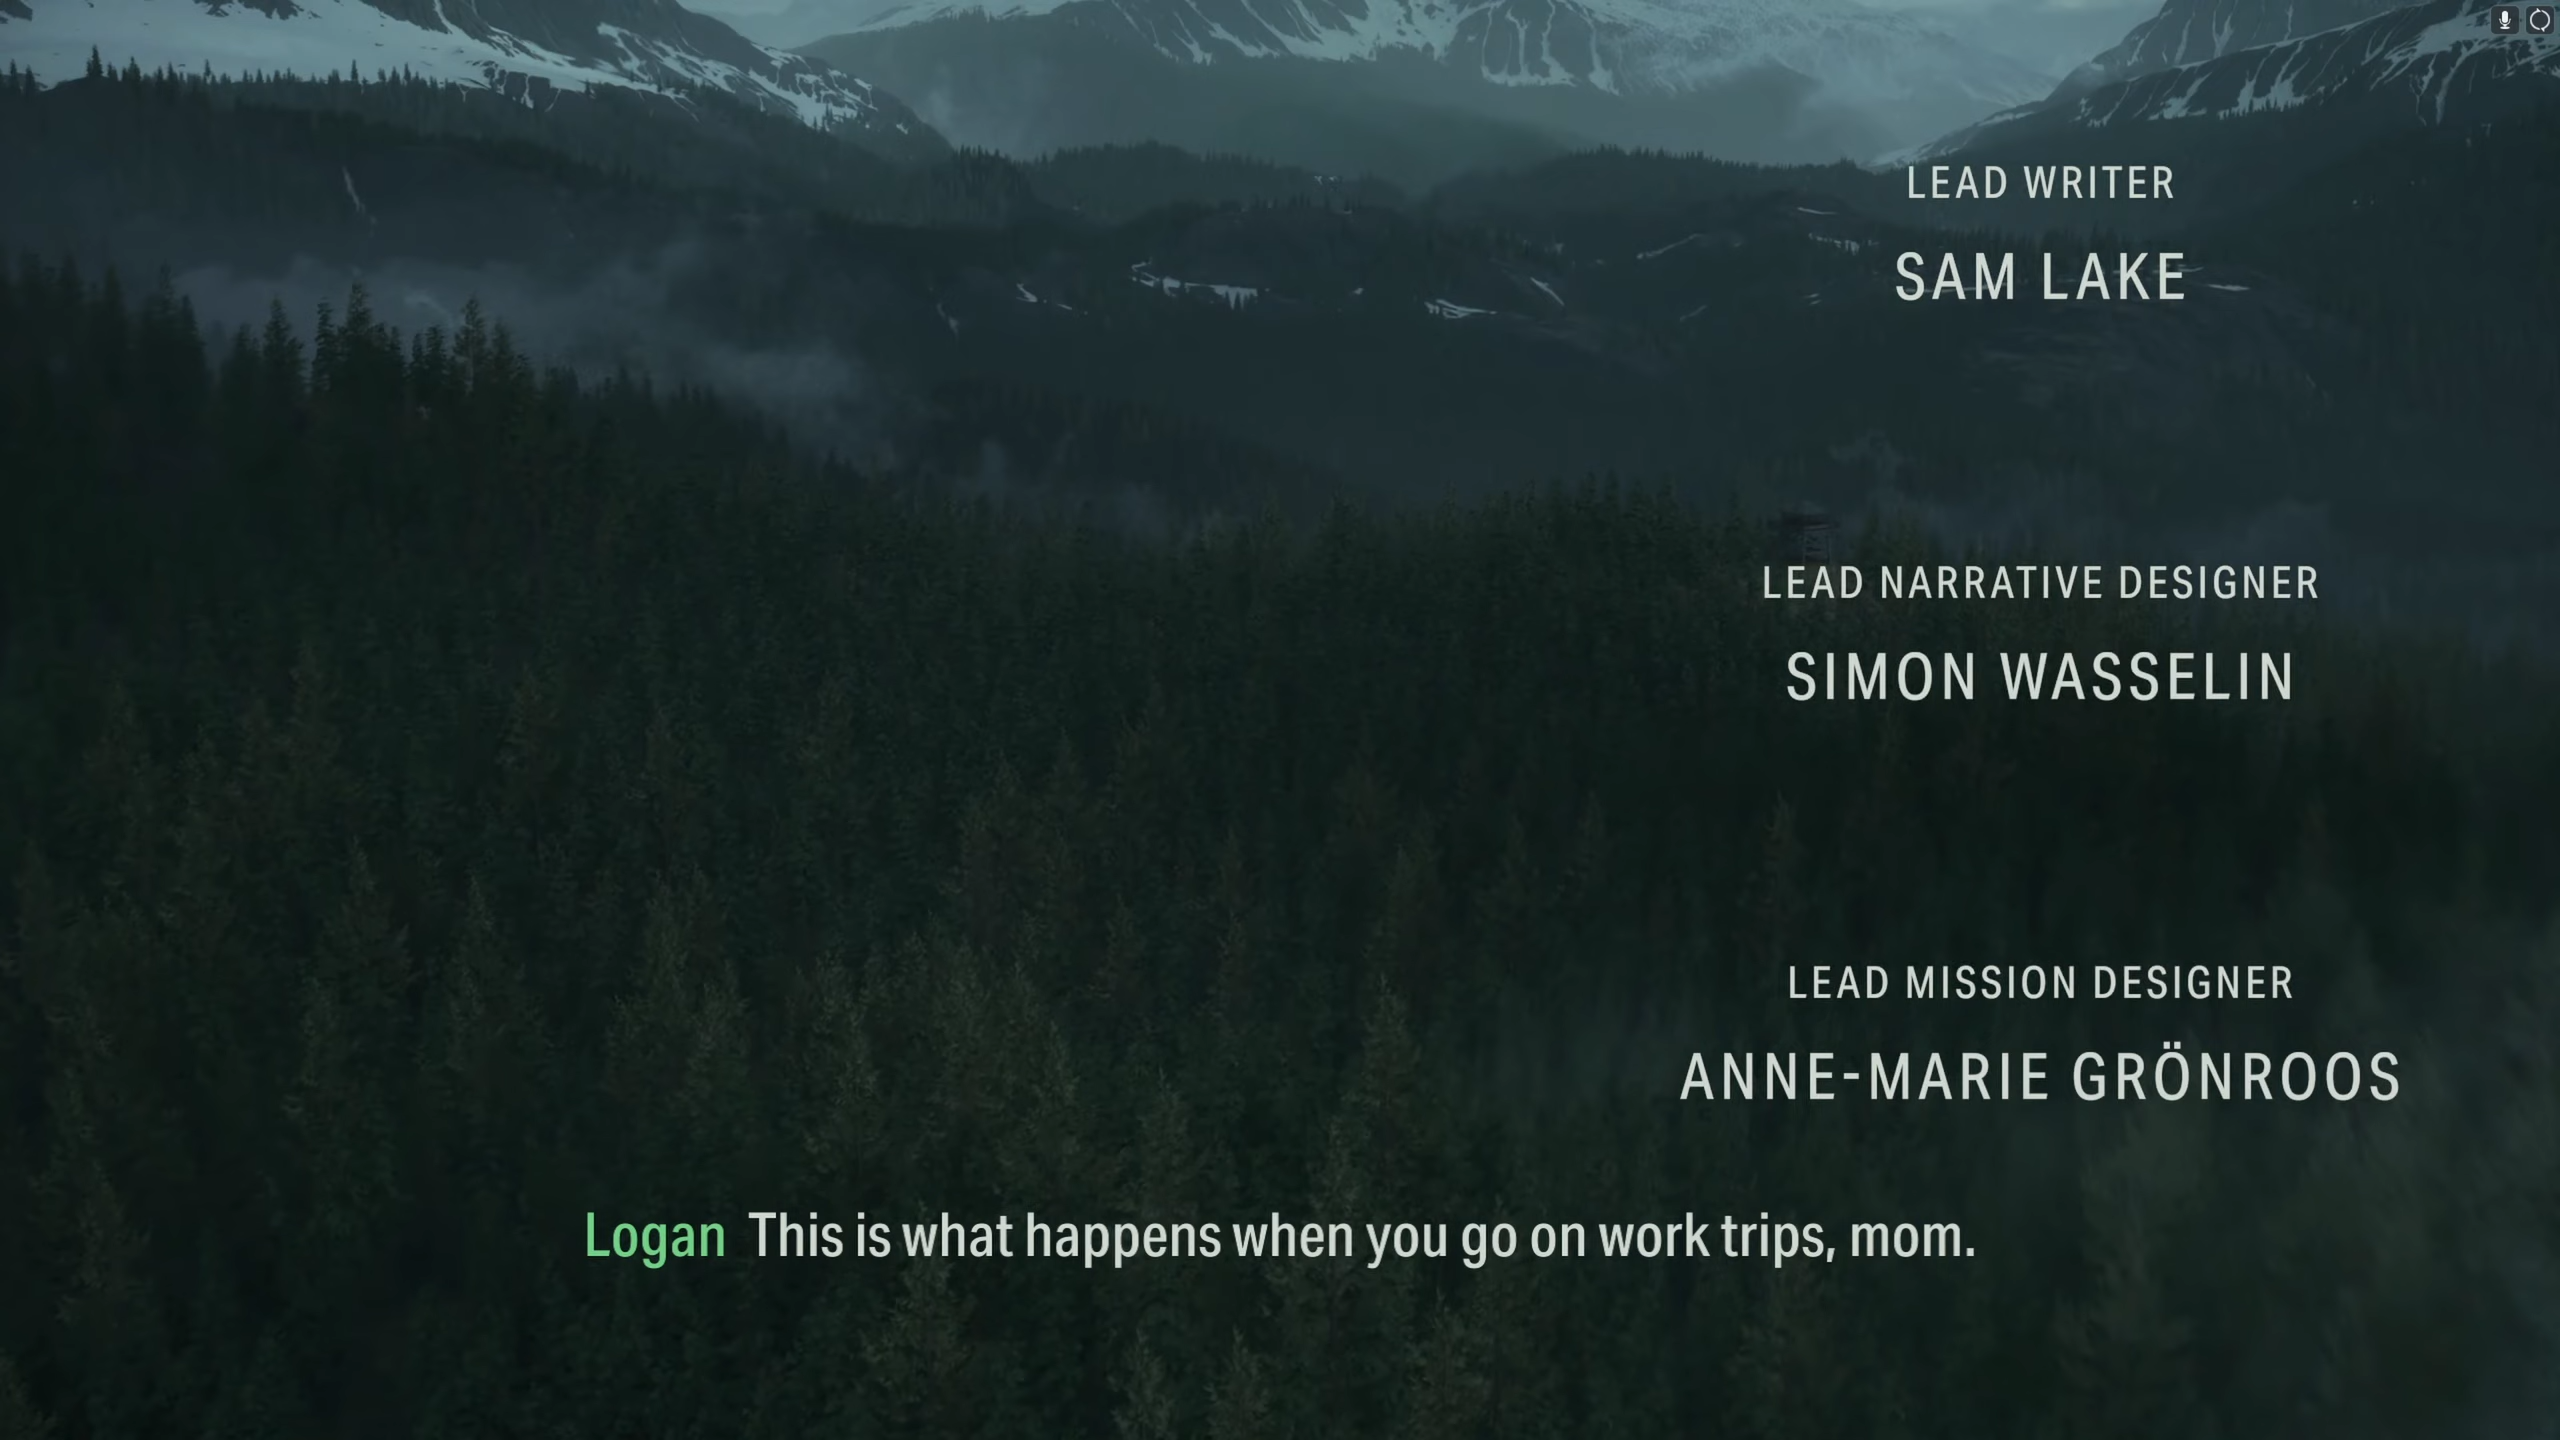 LEAD WRITER
SAM LAKE
LEAD NARRATIVE DESIGNER
SIMON WASSELIN
LEAD MISSION DESIGNER
ANNE-MARIE GRÖNROOS
Logan This is what happens when you go on work trips, mom.